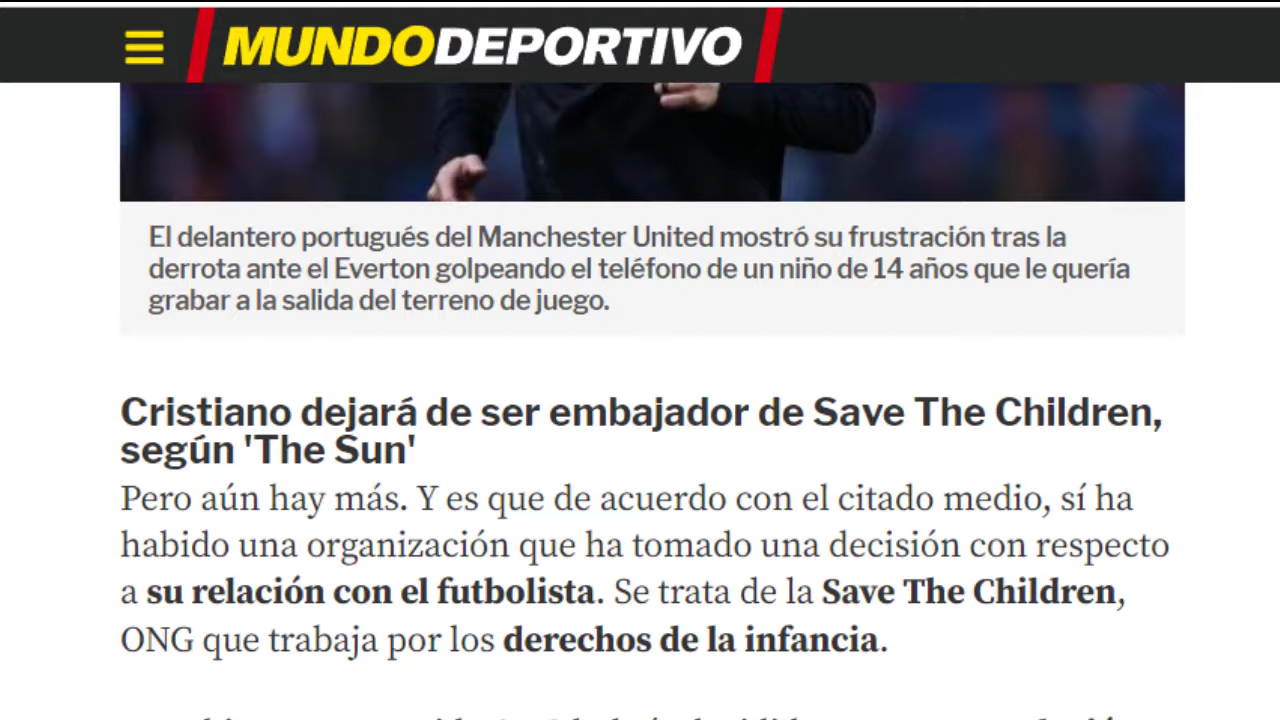 MUNDODEPORTIVO
El delantero portugués del Manchester United mostró su frustración tras la
derrota ante el Everton golpeando el teléfono de un niño de 14 años que le quería
grabar a la salida del terreno de juego.
Cristiano dejará de ser embajador de Save The Children,
según 'The Sun'
Pero aún hay más. Y es que de acuerdo con el citado medio, sí ha
habido una organización que ha tomado una decisión con respecto
a su relación con el futbolista. Se trata de la Save The Children,
ONG que trabaja por los derechos de la infancia.